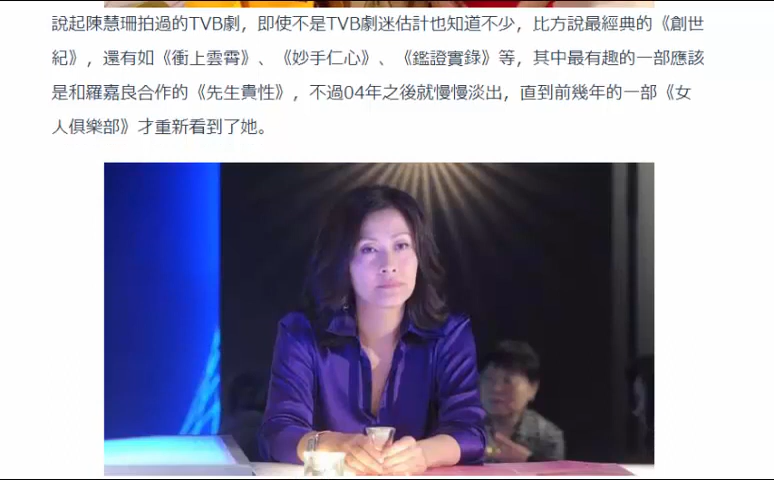 說起陳慧珊拍過的TVB劇，即使不是TVB劇迷估計也知道不少，比方說最經典的《創世
紀》，還有如《衝上雲霄》、《妙手仁心》、《鑑證實錄》等，其中最有趣的一部應該
是和羅嘉良合作的《先生貴性》，不過04年之後就慢慢淡出，直到前幾年的一部《女
人俱樂部》才重新看到了她。